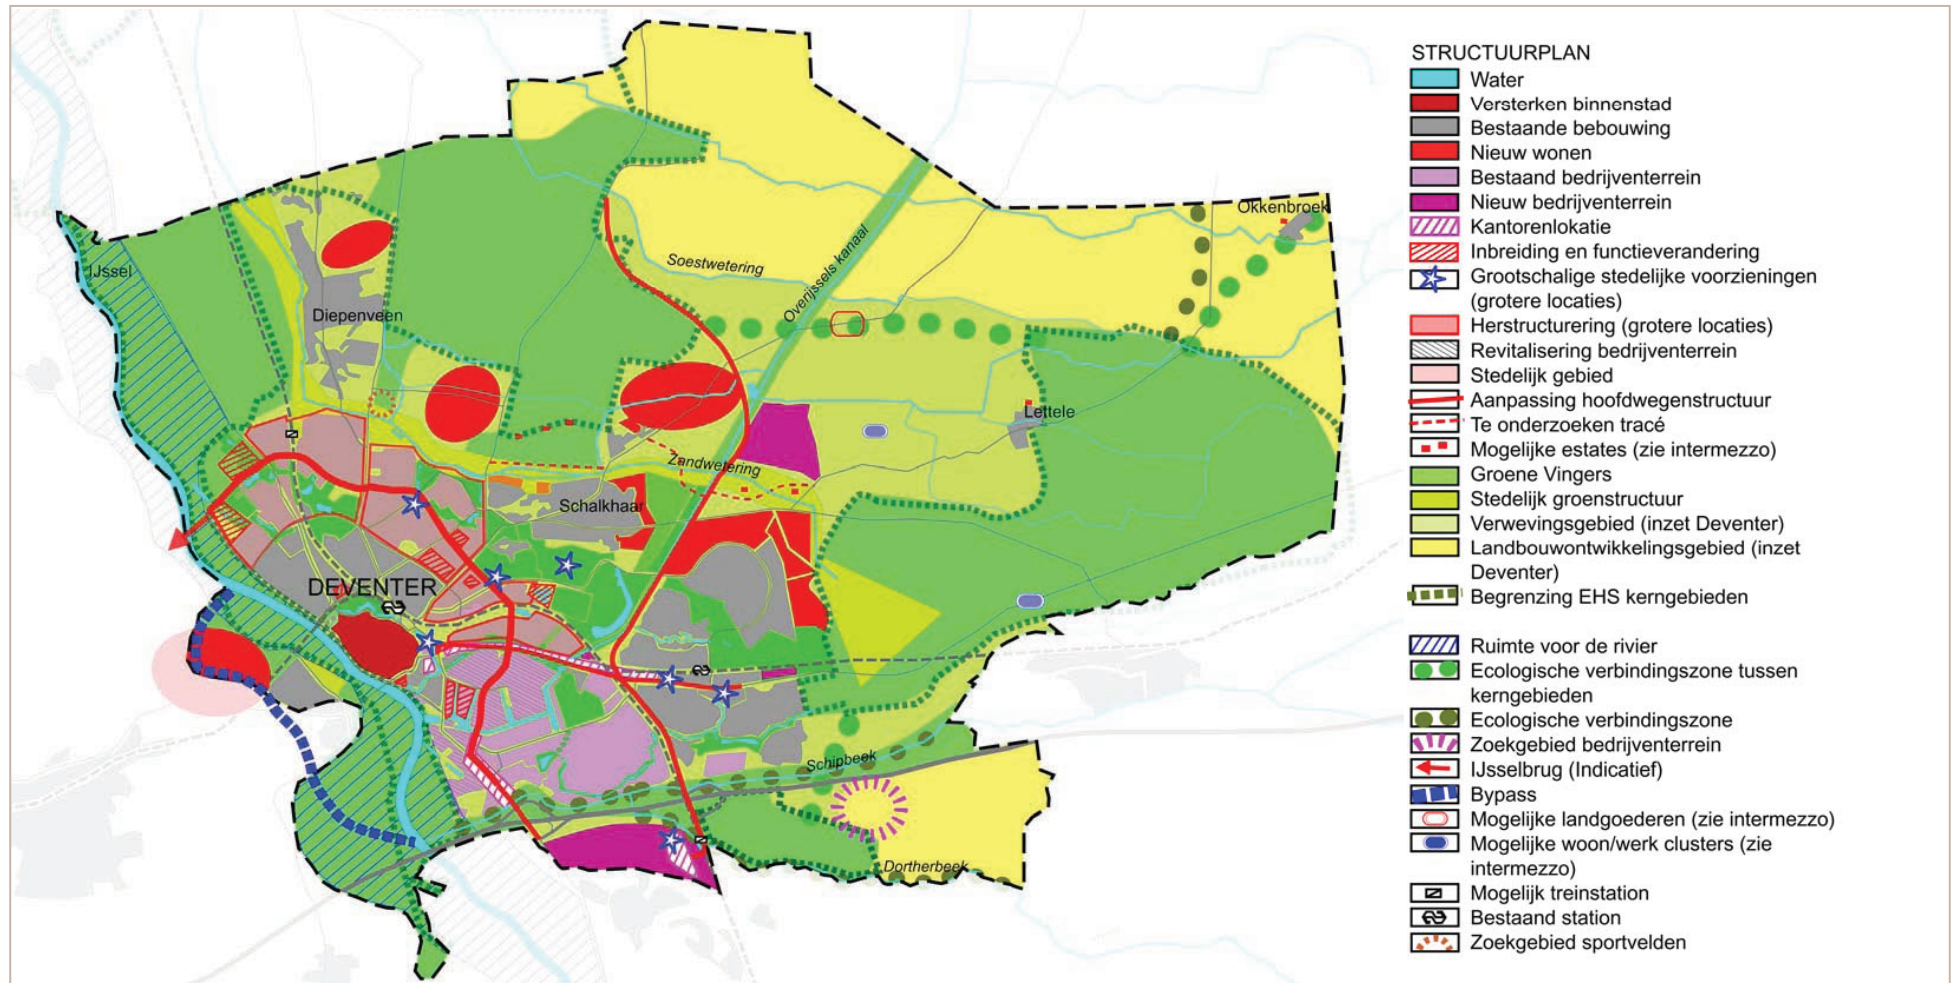 STRUCTUURPLAN
Water
Versterken binnenstad
Bestaande bebouwing
Nieuw wonen
Bestaand bedrijventerrein
Nieuw bedrijventerrein
Kantorenlokatie
Inbreiding en functieverandering
Grootschalige stedelijke voorzieningen
(grotere locaties)
Herstructurering (grotere locaties)
Revitalisering bedrijventerrein
Stedelijk gebied
Aanpassing hoofdwegenstructuur
Te onderzoeken tracé
Mogelijke estates (zie intermezzo)
Groene Vingers
Stedelijk groenstructuur
Verwevingsgebied (inzet Deventer)
Landbouwontwikkelingsgebied (inzet
Deventer)
Begrenzing EHS kerngebieden
Ruimte voor de rivier
Ecologische verbindingszone tussen
kerngebieden
Ecologische verbindingszone
Zoekgebied bedrijventerrein
IJsselbrug (Indicatief)
Bypass
Mogelijke landgoederen (zie intermezzo)
Mogelijke woon/werk clusters (zie
intermezzo)
Mogelijk treinstation
Bestaand station
Zoekgebied sportvelden
Okkenbroek
IJssel
Soestwetering
Overijssels kanaal
Diepenveen
Lettele
Zandwetering
Schalkhaar
DEVENTER
Schipbeek
Dortherbeek